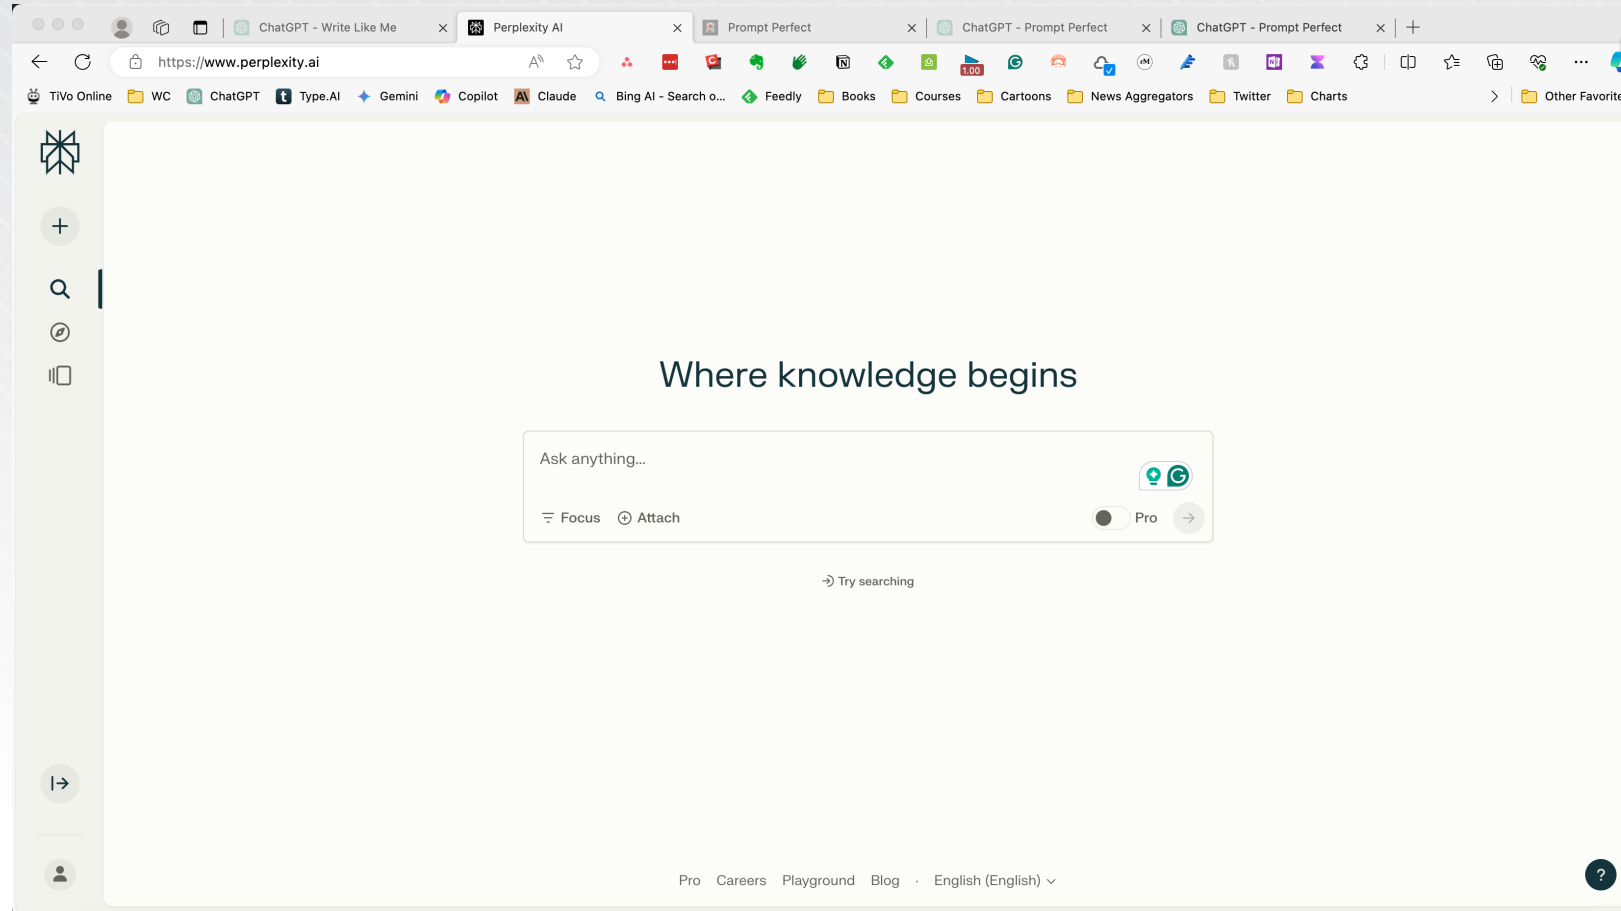 ChatGPT - Write Like Me
Perplexity AI
Prompt Perfect
ChatGPT - Prompt Perfect
ChatGPT - Prompt Perfect
https://www.perplexity.ai
1.00
TiVo Online WC ChatGPT Type.AI Gemini Copilot Claude Bing AI - Search o... Feedly Books Courses Cartoons News Aggregators Twitter Charts Other Favorite
Where knowledge begins
Ask anything...
Focus Attach Pro
Try searching
Pro Careers Playground Blog · English (English)
?